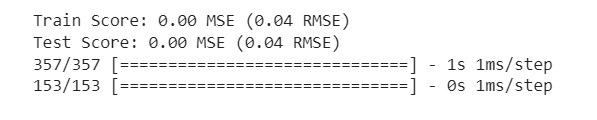 Train Score: 0.00 MSE (0.04 RMSE)
Test Score: 0.00 MSE (0.04 RMSE)
357/357 [==============================] - 1s 1ms/step
153/153 [==============================] - 0s 1ms/step